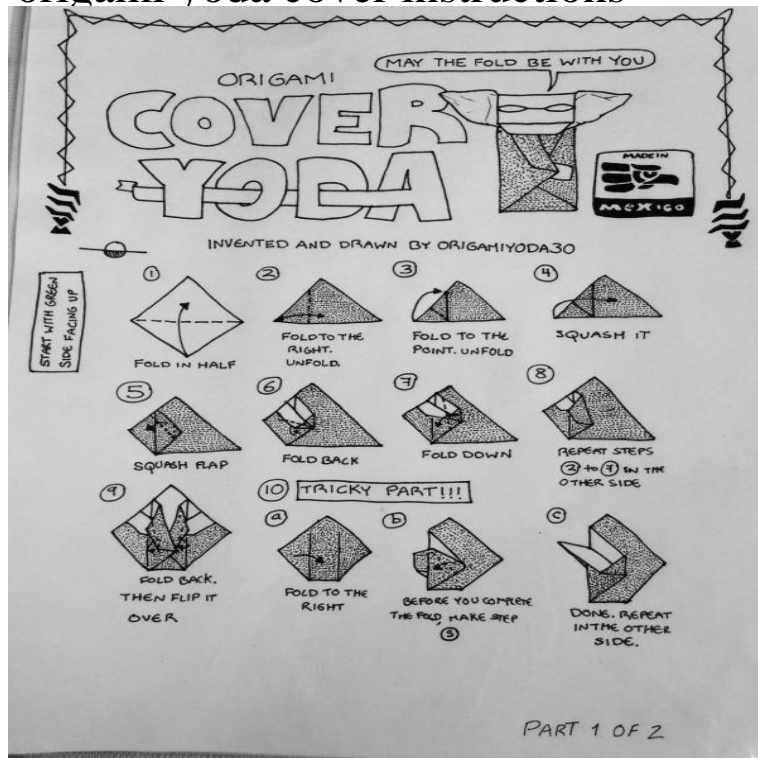 origami yoda cover instructions
MAY THE FOLD BE WITH YOU
ORIGAMI
COVER
YODA
MADE IN
MEXICO
INVENTED AND DRAWN BY ORIGAMIYODA30
START WITH GREEN
SIDE FACING UP
1
FOLD IN HALF
2
FOLD TO THE
RIGHT.
UNFOLD.
3
FOLD TO THE
POINT. UNFOLD
4
SQUASH IT
5
SQUASH FLAP
6
FOLD BACK
7
FOLD DOWN
8
REPEAT STEPS
2 to 7 IN THE
OTHER SIDE
9
FOLD BACK.
THEN FLIP IT
OVER
10 TRICKY PART!!!
a
FOLD TO THE
RIGHT
b
BEFORE YOU COMPLETE
THE FOLD, MAKE STEP
5
c
DONE. REPEAT
IN THE OTHER
SIDE.
PART 1 OF 2